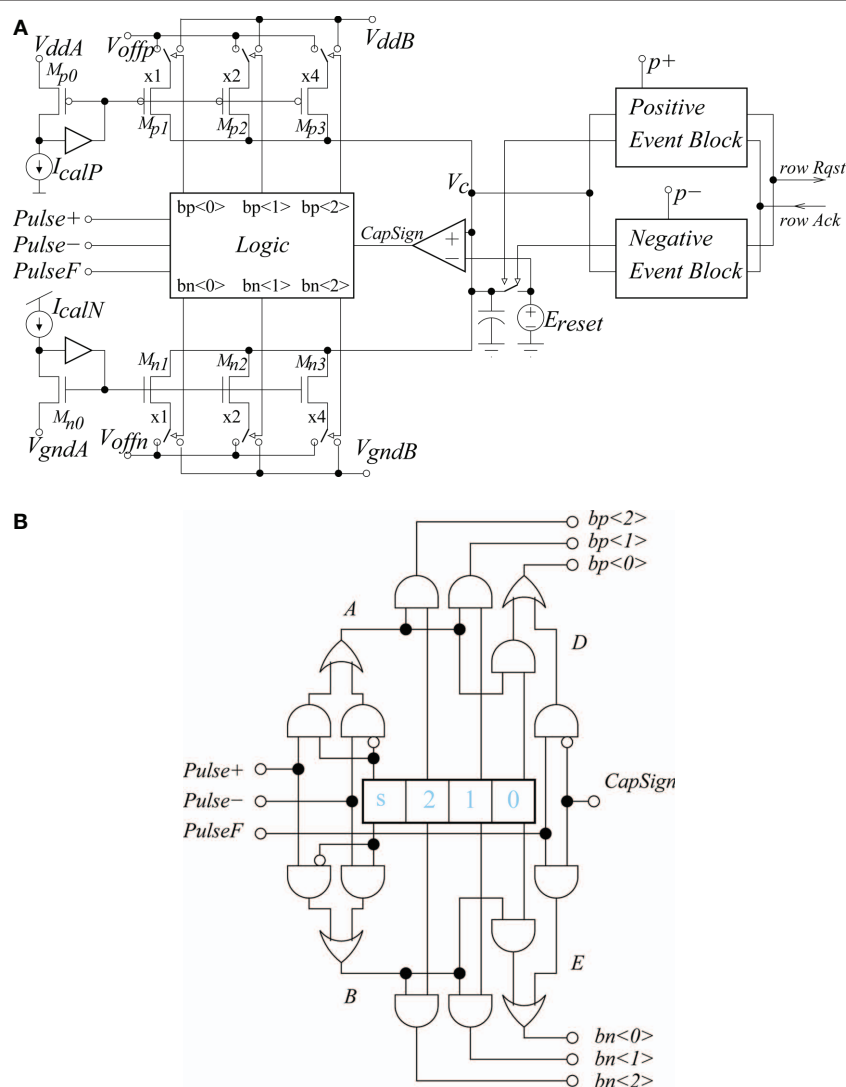 A
VddA
Voffp
VddB
Mp0
x1
x2
x4
Mp1
Mp2
Mp3
IcalP
p+
Positive
Event Block
row Rqst
row Ack
Vc
p−
Negative
Event Block
bp<0> bp<1> bp<2>
Pulse+
Pulse−
PulseF
Logic
CapSign
bn<0> bn<1> bn<2>
+
−
+
−
Ereset
IcalN
Mn1
Mn2
Mn3
Mn0
x1
x2
x4
VgndA
Voffn
VgndB
B
bp<2>
bp<1>
bp<0>
A
D
Pulse+
Pulse−
PulseF
s 2 1 0
CapSign
B
E
bn<0>
bn<1>
bn<2>